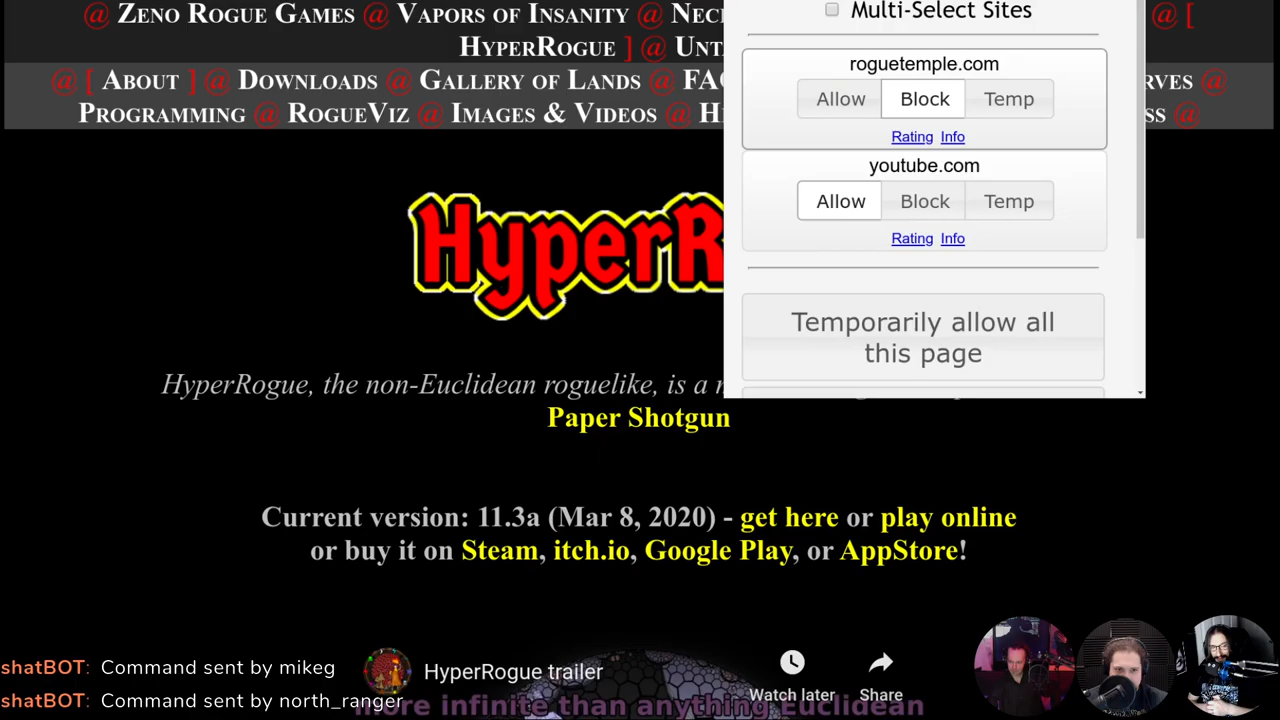 @ Zeno Rogue Games @ Vapors of Insanity @ Nec @ [
HyperRogue ] @ Unt
@ [ About ] @ Downloads @ Gallery of Lands @ FA rves @
Programming @ RogueViz @ Images & Videos @ H ss @
Multi-Select Sites
roguetemple.com
Allow Block Temp
Rating Info
youtube.com
Allow Block Temp
Rating Info
Temporarily allow all
this page
HyperR
HyperRogue, the non-Euclidean roguelike, is a
Paper Shotgun
Current version: 11.3a (Mar 8, 2020) - get here or play online
or buy it on Steam, itch.io, Google Play, or AppStore!
HyperRogue trailer
Watch later
Share
more infinite than anything Euclidean
shatBOT: Command sent by mikeg
shatBOT: Command sent by north_ranger